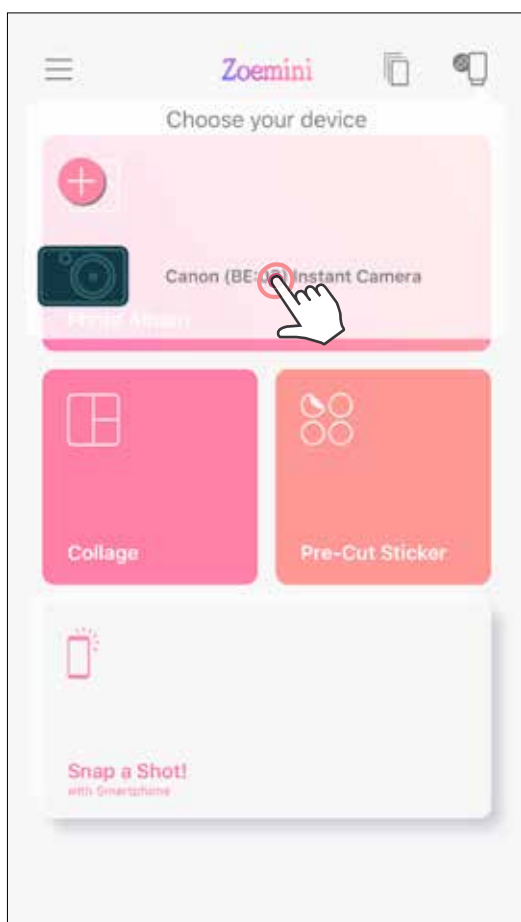 Zoemini
Choose your device
Canon (BE: Instant Camera
Collage
Pre-Cut Sticker
Snap a Shot!
with Smartphone